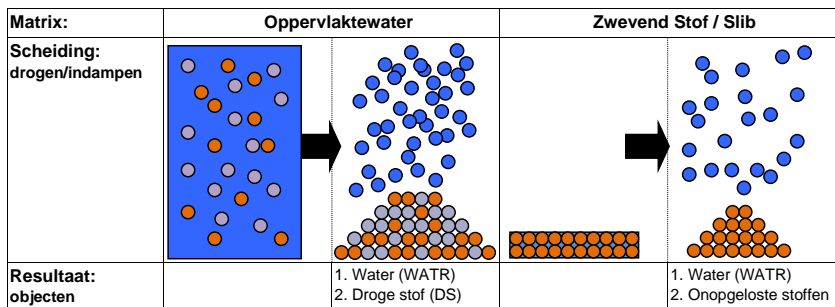 Matrix: Oppervlaktewater Zwevend Stof / Slib
Scheiding:
drogen/indampen
Resultaat: 1. Water (WATR) 1. Water (WATR)
objecten 2. Droge stof (DS) 2. Onopgeloste stoffen